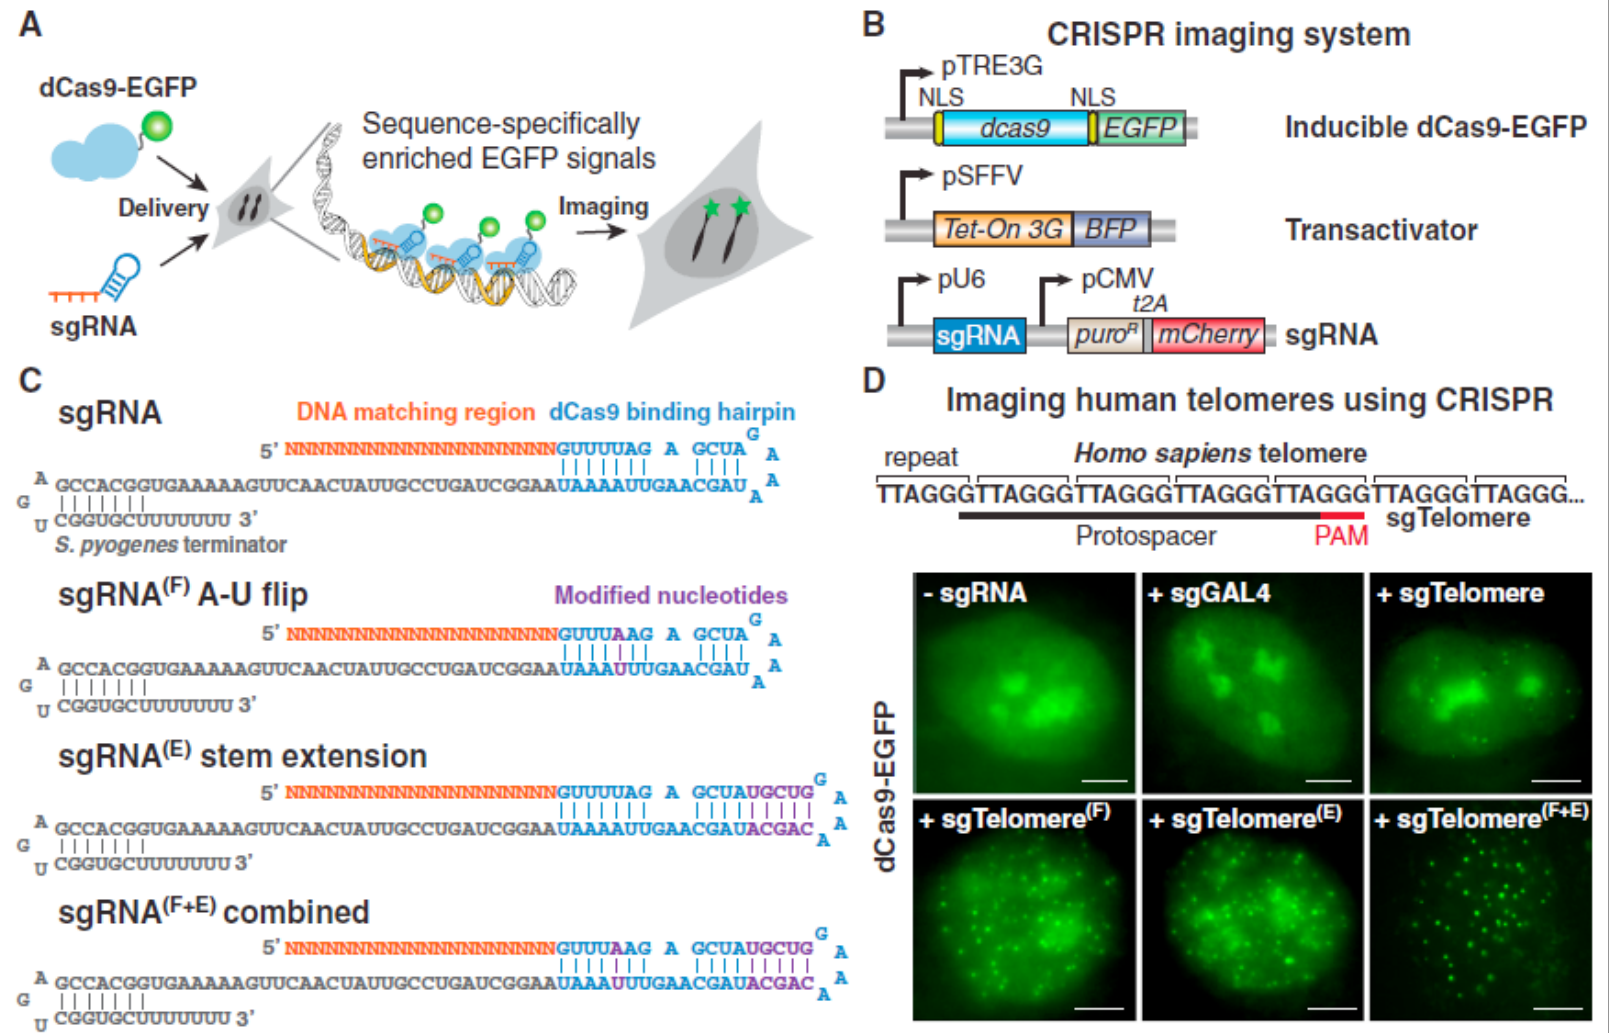 A
dCas9-EGFP
Delivery
sgRNA
Sequence-specifically
enriched EGFP signals
Imaging
B
CRISPR imaging system
pTRE3G
NLS NLS
dcas9 EGFP
Inducible dCas9-EGFP
pSFFV
Tet-On 3G BFP
Transactivator
pU6 pCMV
t2A
sgRNA puroR mCherry sgRNA
C
sgRNA
DNA matching region dCas9 binding hairpin
5' NNNNNNNNNNNNNNNNNNNNGUUUUAG A GCUA G A
A GCCACGGUGAAAAAGUUCAACUAUUGCCUGAUCGGAAUAAAAUUGAACGAU A A
G
U CGGUGCUUUUUUU 3'
S. pyogenes terminator
sgRNA(F) A-U flip
Modified nucleotides
5' NNNNNNNNNNNNNNNNNNNNGUUUAAG A GCUA G A
A GCCACGGUGAAAAAGUUCAACUAUUGCCUGAUCGGAAUAAAUUUGAACGAU A A
G
U CGGUGCUUUUUUU 3'
sgRNA(E) stem extension
5' NNNNNNNNNNNNNNNNNNNNGUUUUAG A GCUAUGCUG G A
A GCCACGGUGAAAAAGUUCAACUAUUGCCUGAUCGGAAUAAAAUUGAACGAUACGAC A A
G
U CGGUGCUUUUUUU 3'
sgRNA(F+E) combined
5' NNNNNNNNNNNNNNNNNNNNGUUUAAG A GCUAUGCUG G A
A GCCACGGUGAAAAAGUUCAACUAUUGCCUGAUCGGAAUAAAUUUGAACGAUACGAC A A
G
U CGGUGCUUUUUUU 3'
D
Imaging human telomeres using CRISPR
repeat Homo sapiens telomere
TTAGGGTTAGGGTTAGGGTTAGGGTTAGGGTTAGGGTTAGGG...
Protospacer PAM sgTelomere
dCas9-EGFP
- sgRNA + sgGAL4 + sgTelomere
+ sgTelomere(F) + sgTelomere(E) + sgTelomere(F+E)